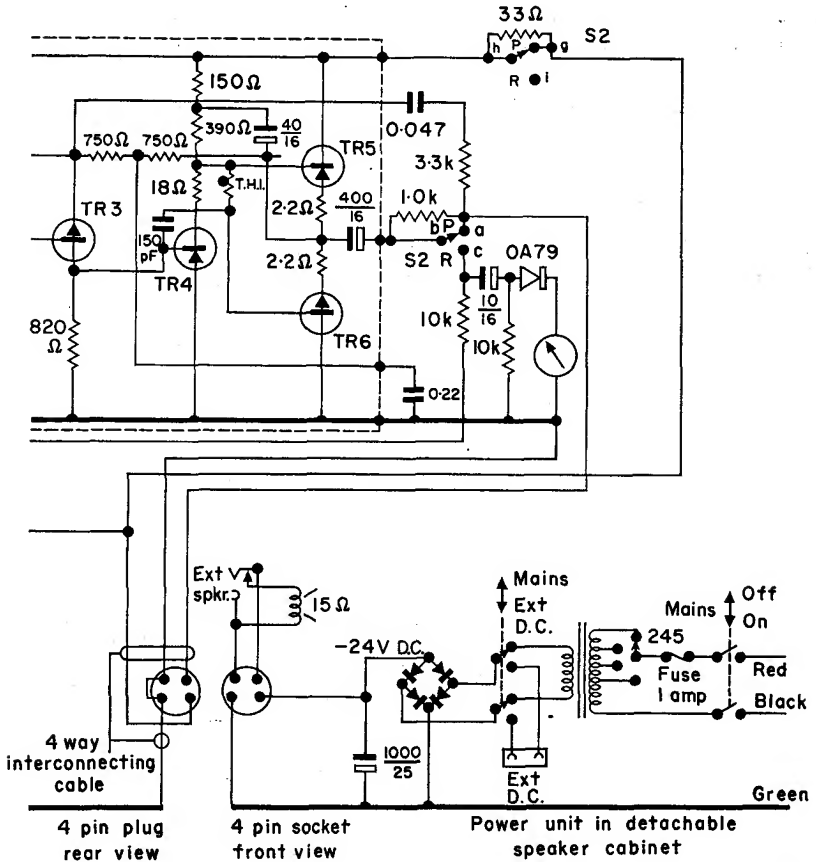 33Ω
h P g
S2
R i
150Ω
0·047
390Ω
40
16
750Ω
750Ω
TR5
3·3k
T.H.I.
18Ω
TR3
2·2Ω
400
16
1·0k
b P a
150
pF
TR4
S2 R c
OA79
2·2Ω
10
16
TR6
10k
10k
820
Ω
0·22
Ext
spkr.
15Ω
Mains
Ext
D.C.
Off
Mains
On
−24V D.C.
245
Red
Fuse
1 amp
Black
4 way
interconnecting
cable
1000
25
Ext
D.C.
Green
4 pin plug
rear view
4 pin socket
front view
Power unit in detachable
speaker cabinet